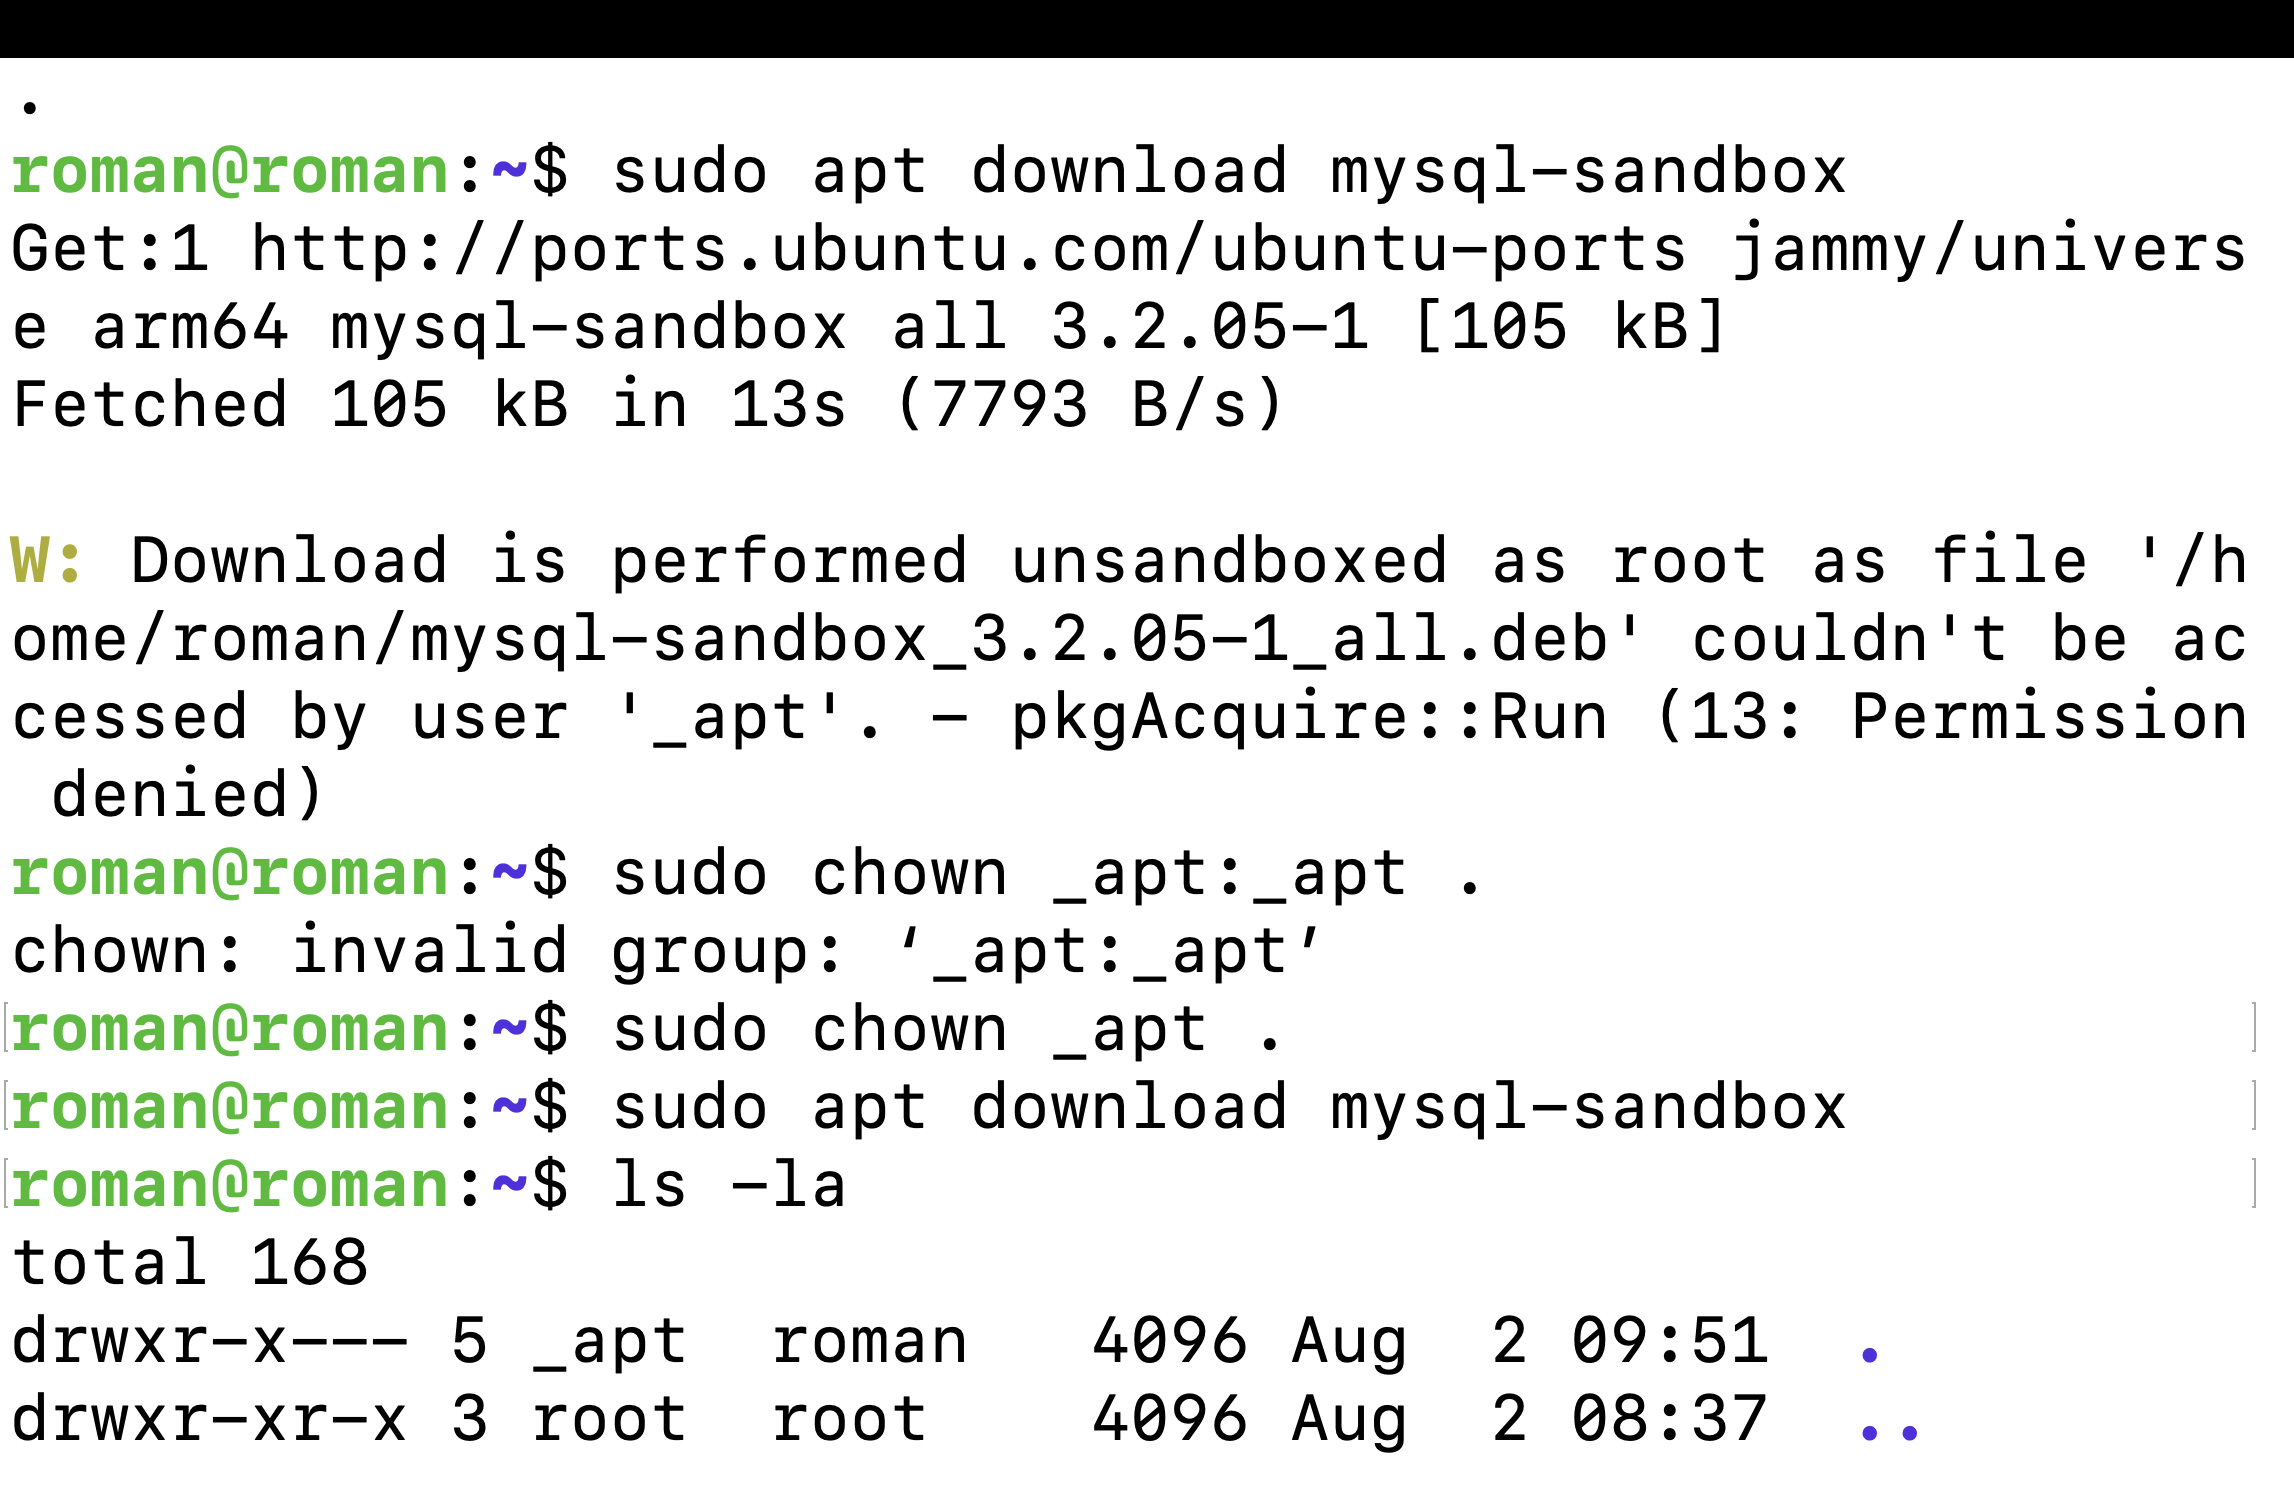 .
roman@roman:~$ sudo apt download mysql-sandbox
Get:1 http://ports.ubuntu.com/ubuntu-ports jammy/univers
e arm64 mysql-sandbox all 3.2.05-1 [105 kB]
Fetched 105 kB in 13s (7793 B/s)
W: Download is performed unsandboxed as root as file '/h
ome/roman/mysql-sandbox_3.2.05-1_all.deb' couldn't be ac
cessed by user '_apt'. - pkgAcquire::Run (13: Permission
 denied)
roman@roman:~$ sudo chown _apt:_apt .
chown: invalid group: ‘_apt:_apt’
roman@roman:~$ sudo chown _apt .
roman@roman:~$ sudo apt download mysql-sandbox
roman@roman:~$ ls -la
total 168
drwxr-x--- 5 _apt  roman   4096 Aug  2 09:51 .
drwxr-xr-x 3 root  root    4096 Aug  2 08:37 ..